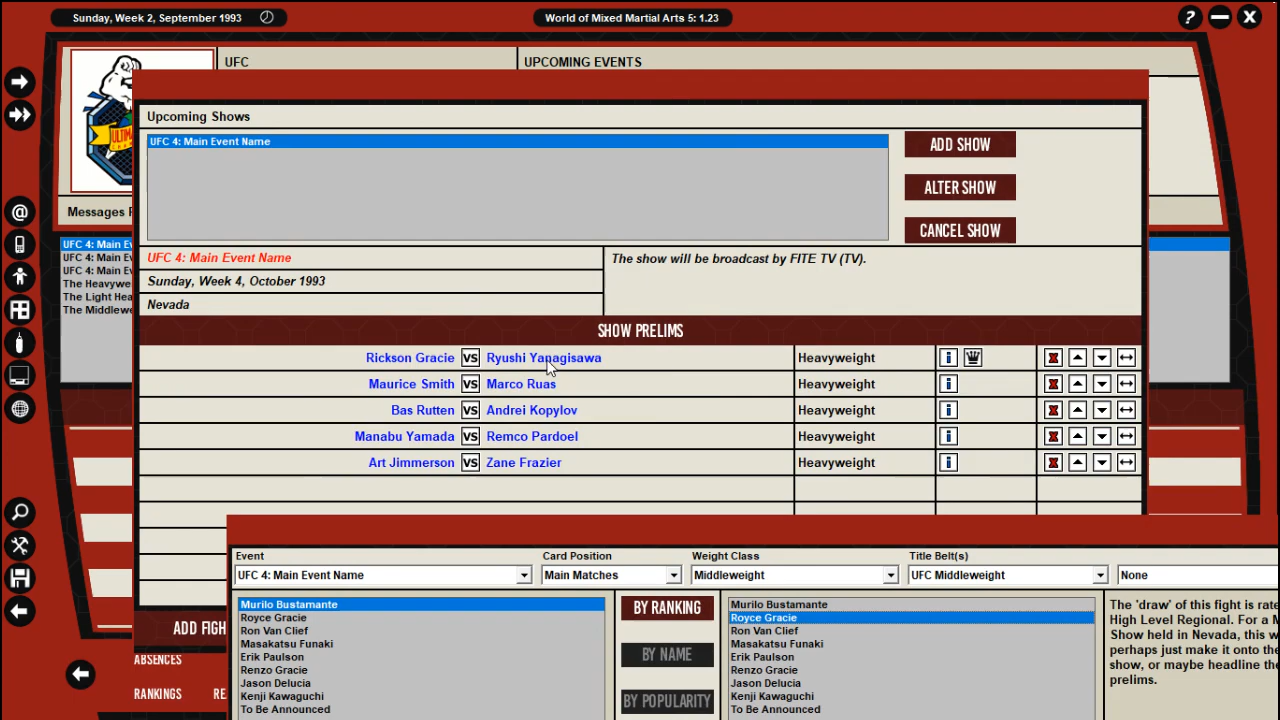 Sunday, Week 2, September 1993
World of Mixed Martial Arts 5: 1.23
UFC
UPCOMING EVENTS
Upcoming Shows
UFC 4: Main Event Name
ADD SHOW
ALTER SHOW
CANCEL SHOW
Messages
UFC 4: Main Ev
UFC 4: Main Ev
UFC 4: Main Ev
The Heavywe
The Light Hea
The Middlewe
UFC 4: Main Event Name
The show will be broadcast by FITE TV (TV).
Sunday, Week 4, October 1993
Nevada
SHOW PRELIMS
Rickson Gracie VS Ryushi Yanagisawa Heavyweight
Maurice Smith VS Marco Ruas Heavyweight
Bas Rutten VS Andrei Kopylov Heavyweight
Manabu Yamada VS Remco Pardoel Heavyweight
Art Jimmerson VS Zane Frazier Heavyweight
Event
Card Position
Weight Class
Title Belt(s)
UFC 4: Main Event Name
Main Matches
Middleweight
UFC Middleweight
None
Murilo Bustamante
Royce Gracie
Ron Van Clief
Masakatsu Funaki
Erik Paulson
Renzo Gracie
Jason Delucia
Kenji Kawaguchi
To Be Announced
BY RANKING
BY NAME
BY POPULARITY
Murilo Bustamante
Royce Gracie
Ron Van Clief
Masakatsu Funaki
Erik Paulson
Renzo Gracie
Jason Delucia
Kenji Kawaguchi
To Be Announced
The 'draw' of this fight is rate
High Level Regional. For a M
Show held in Nevada, this w
perhaps just make it onto the
show, or maybe headline the
prelims.
ADD FIGH
ABSENCES
RANKINGS
RE